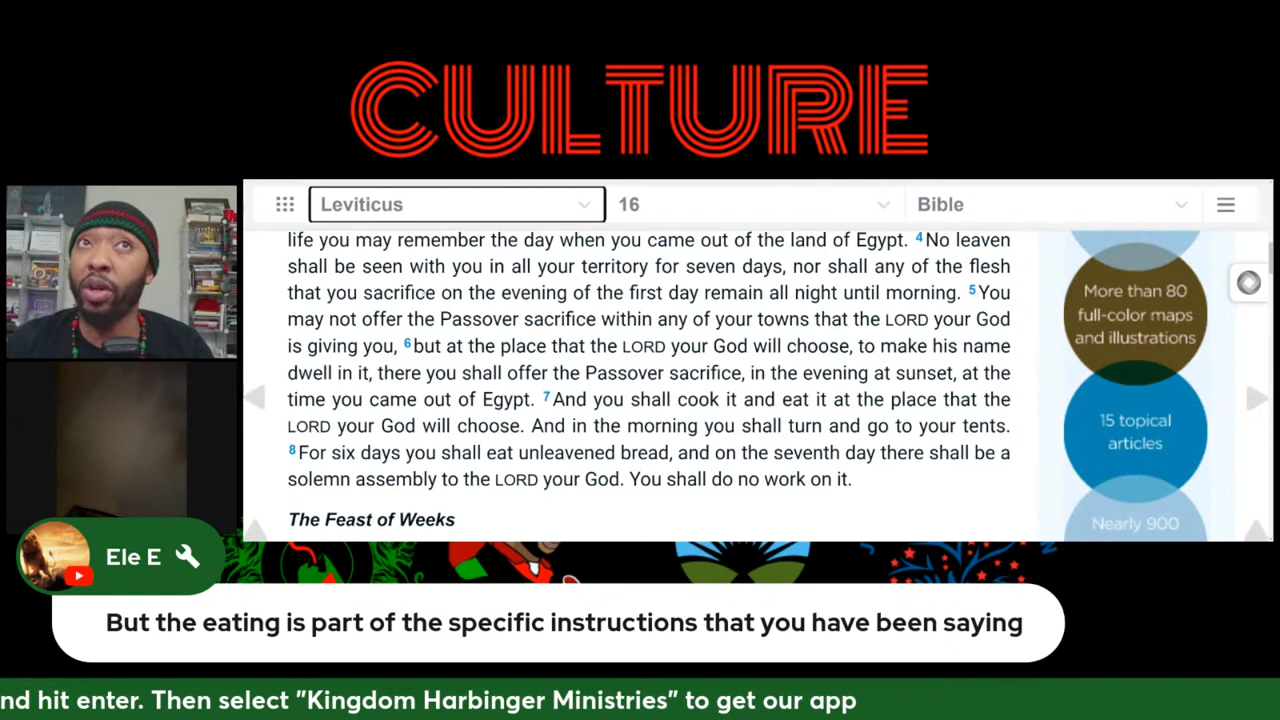 CULTURE
Leviticus
16
Bible
life you may remember the day when you came out of the land of Egypt. 4 No leaven
shall be seen with you in all your territory for seven days, nor shall any of the flesh
that you sacrifice on the evening of the first day remain all night until morning. 5 You
may not offer the Passover sacrifice within any of your towns that the LORD your God
is giving you, 6 but at the place that the LORD your God will choose, to make his name
dwell in it, there you shall offer the Passover sacrifice, in the evening at sunset, at the
time you came out of Egypt. 7 And you shall cook it and eat it at the place that the
LORD your God will choose. And in the morning you shall turn and go to your tents.
8 For six days you shall eat unleavened bread, and on the seventh day there shall be a
solemn assembly to the LORD your God. You shall do no work on it.
The Feast of Weeks
More than 80
full-color maps
and illustrations
15 topical
articles
Nearly 900
Ele E
But the eating is part of the specific instructions that you have been saying
nd hit enter. Then select "Kingdom Harbinger Ministries" to get our app